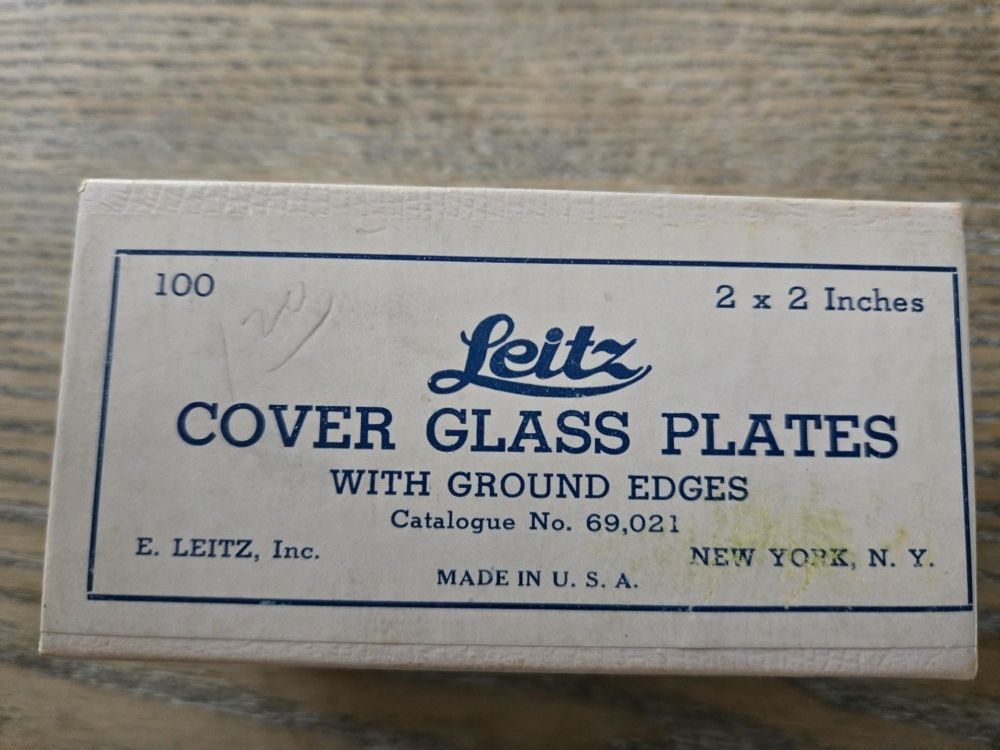 100
2 x 2 Inches
Leitz
COVER GLASS PLATES
WITH GROUND EDGES
Catalogue No. 69,021
E. LEITZ, Inc.
NEW YORK, N. Y.
MADE IN U. S. A.